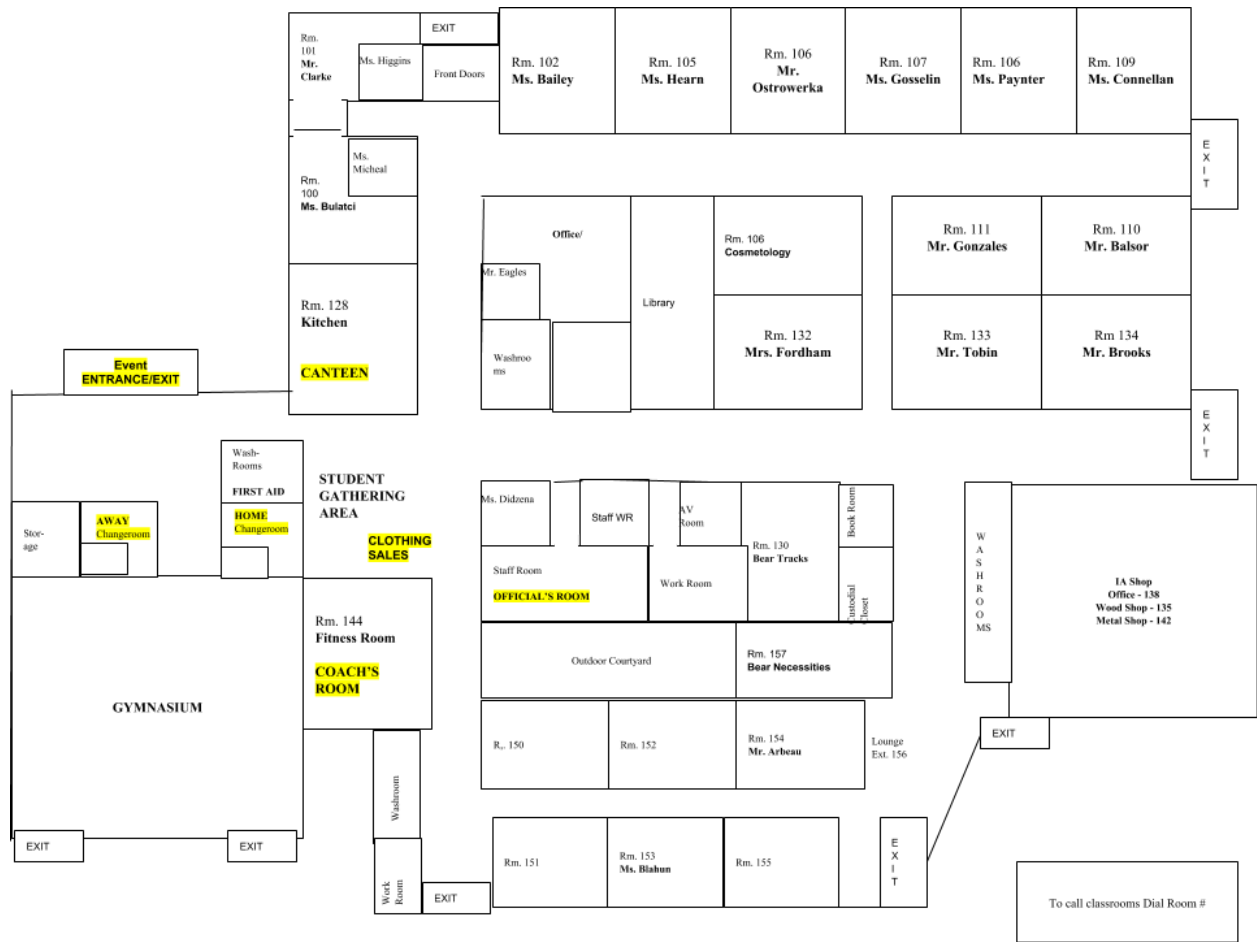 Rm.
101
Mr.
Clarke
Ms. Higgins
EXIT
Front Doors
Rm. 102
Ms. Bailey
Rm. 105
Ms. Hearn
Rm. 106
Mr.
Ostrowerka
Rm. 107
Ms. Gosselin
Rm. 106
Ms. Paynter
Rm. 109
Ms. Connellan
EXIT
Ms.
Micheal
Rm.
100
Ms. Bulatci
Office/
Mr. Eagles
Washroo
ms
Library
Rm. 106
Cosmetology
Rm. 132
Mrs. Fordham
Rm. 111
Mr. Gonzales
Rm. 110
Mr. Balsor
Rm. 133
Mr. Tobin
Rm 134
Mr. Brooks
Rm. 128
Kitchen
CANTEEN
Event
ENTRANCE/EXIT
EXIT
Wash-
Rooms
FIRST AID
STUDENT
GATHERING
AREA
CLOTHING
SALES
Stor-
age
AWAY
Changeroom
HOME
Changeroom
Ms. Didzena
Staff WR
AV
Room
Rm. 130
Bear Tracks
Book Room
Custodial
Closet
Staff Room
OFFICIAL'S ROOM
Work Room
WASHROOMS
IA Shop
Office - 138
Wood Shop - 135
Metal Shop - 142
Rm. 144
Fitness Room
COACH'S
ROOM
Outdoor Courtyard
Rm. 157
Bear Necessities
GYMNASIUM
R,. 150
Rm. 152
Rm. 154
Mr. Arbeau
Lounge
Ext. 156
EXIT
Washroom
EXIT
EXIT
Work
Room
EXIT
Rm. 151
Rm. 153
Ms. Blahun
Rm. 155
EXIT
To call classrooms Dial Room #